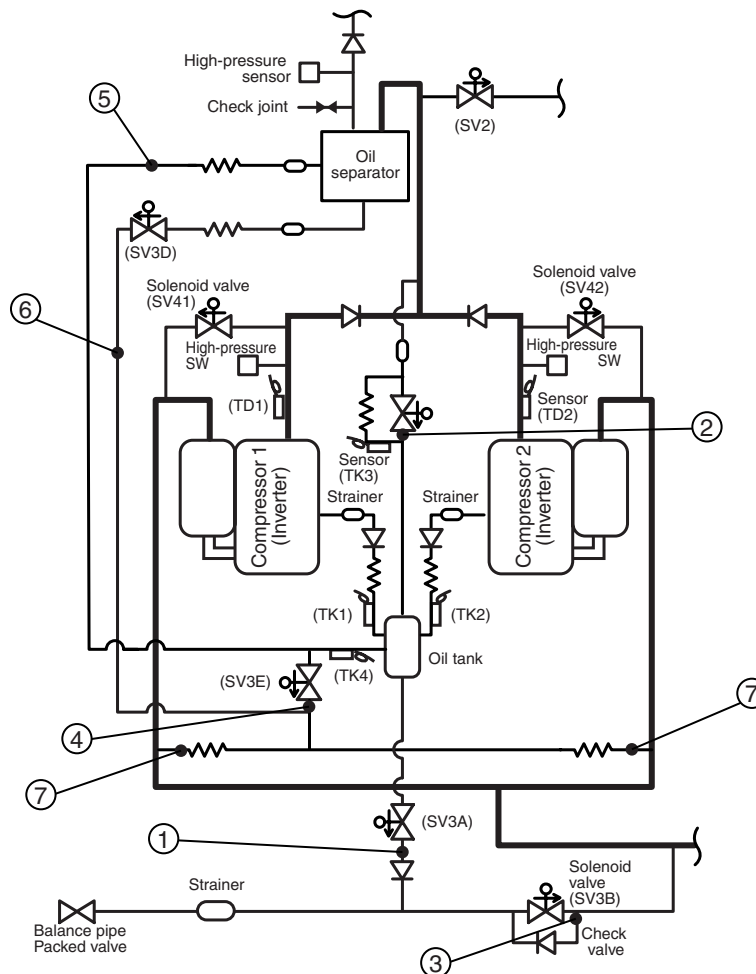 High-pressure
sensor
Check joint
5
Oil
separator
(SV2)
(SV3D)
Solenoid valve
(SV41)
Solenoid valve
(SV42)
6
High-pressure
SW
High-pressure
SW
(TD1)
Sensor
(TD2)
2
Compressor 1
(Inverter)
Sensor
(TK3)
Strainer
Strainer
Compressor 2
(Inverter)
(TK1)
(TK2)
Oil tank
(SV3E)
(TK4)
4
7
7
(SV3A)
1
Strainer
Solenoid
valve
(SV3B)
Balance pipe
Packed valve
3
Check
valve